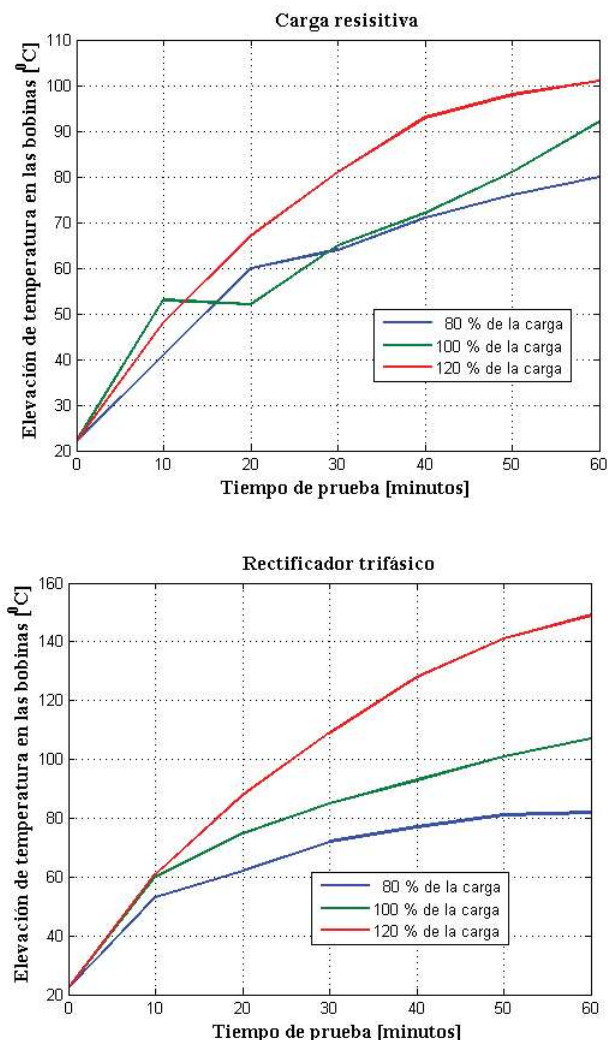 Carga resisitiva
Elevación de temperatura en las bobinas [⁰C]
110
100
90
80
70
60
50
40
30
20
80 % de la carga
100 % de la carga
120 % de la carga
0 10 20 30 40 50 60
Tiempo de prueba [minutos]
Rectificador trifásico
Elevación de temperatura en las bobinas [⁰C]
160
140
120
100
80
60
40
20
80 % de la carga
100 % de la carga
120 % de la carga
0 10 20 30 40 50 60
Tiempo de prueba [minutos]